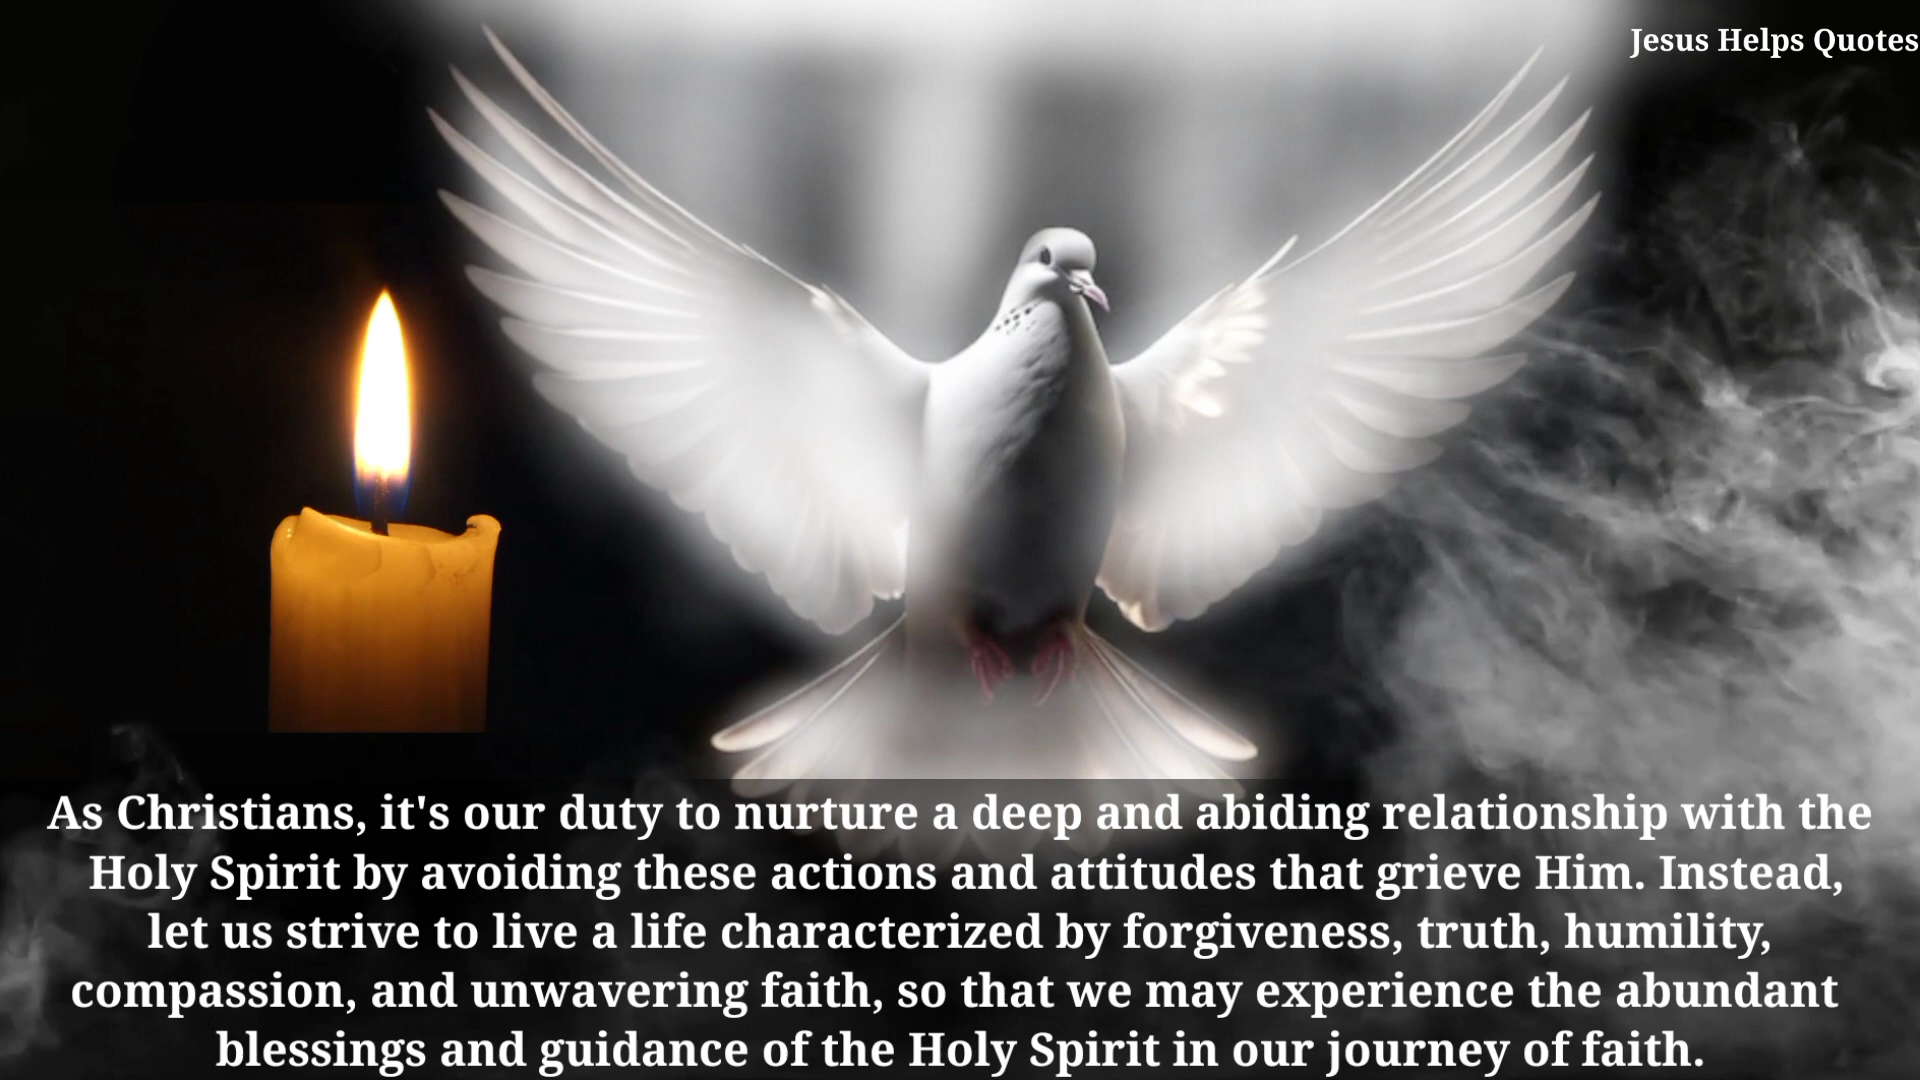 Jesus Helps Quotes
As Christians, it's our duty to nurture a deep and abiding relationship with the
Holy Spirit by avoiding these actions and attitudes that grieve Him. Instead,
let us strive to live a life characterized by forgiveness, truth, humility,
compassion, and unwavering faith, so that we may experience the abundant
blessings and guidance of the Holy Spirit in our journey of faith.